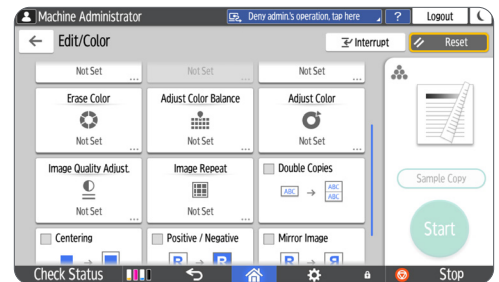 Machine Administrator
Deny admin.'s operation, tap here
?
Logout
Edit/Color
Interrupt
Reset
Not Set
Not Set
Not Set
Erase Color
Not Set
Adjust Color Balance
Not Set
Adjust Color
Not Set
Image Quality Adjust.
Not Set
Image Repeat
Not Set
Double Copies
ABC → ABC
ABC
Centering
Positive / Negative
R → R
Mirror Image
R → Я
Sample Copy
Start
Check Status
Stop